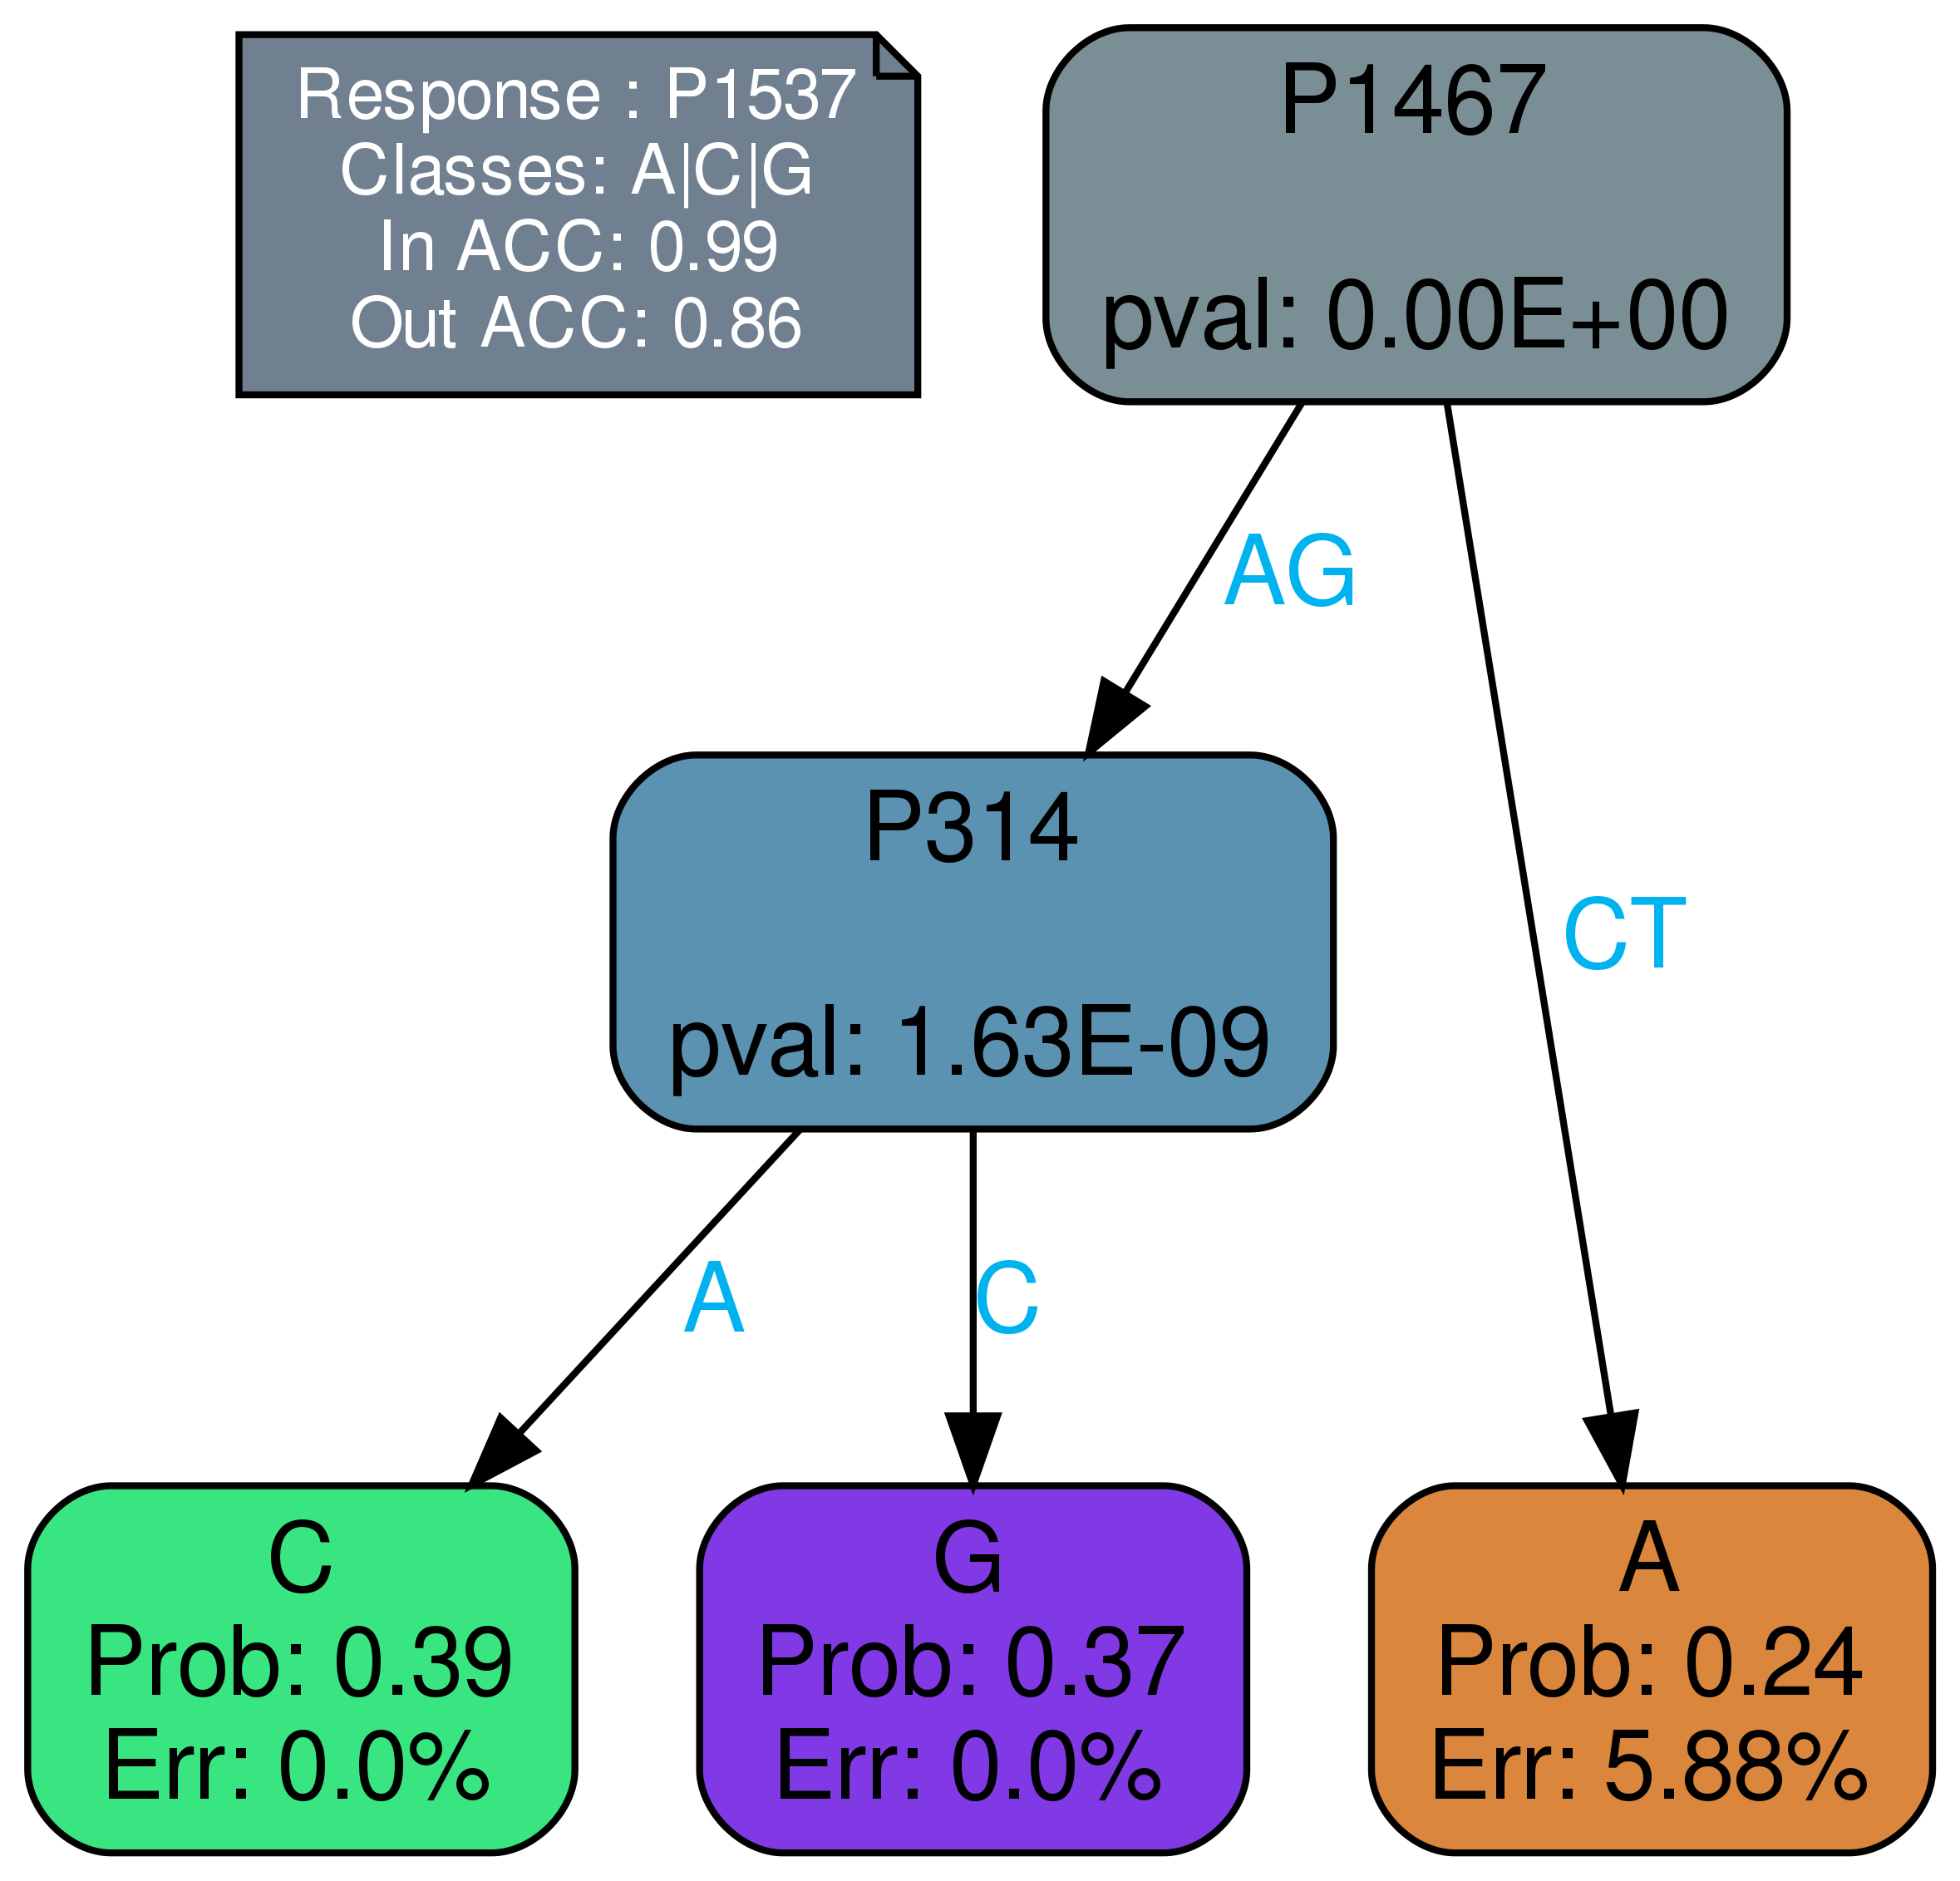 Response : P1537
Classes: A|C|G
In ACC: 0.99
Out ACC: 0.86
P1467
pval: 0.00E+00
AG
CT
P314
pval: 1.63E-09
A
C
C
Prob: 0.39
Err: 0.0%
G
Prob: 0.37
Err: 0.0%
A
Prob: 0.24
Err: 5.88%